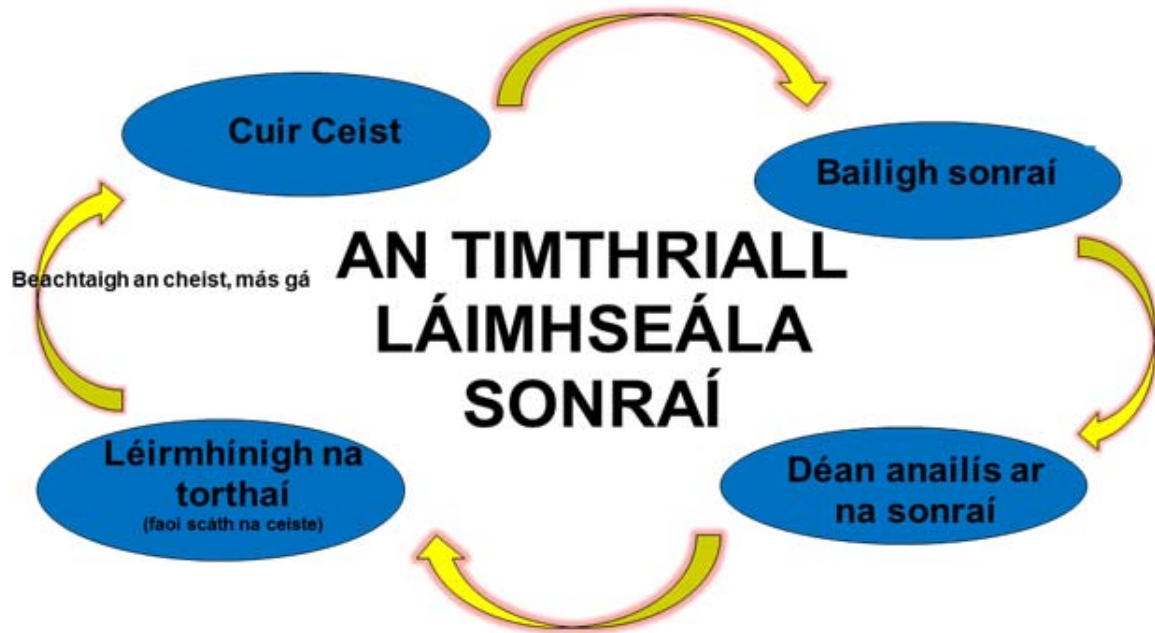 Cuir Ceist
Bailigh sonraí
AN TIMTHRIALL
LÁIMHSEÁLA
SONRAÍ
Beachtaigh an cheist, más gá
Déan anailís ar
na sonraí
Léirmhínigh na
torthaí
(faoi scáth na ceiste)